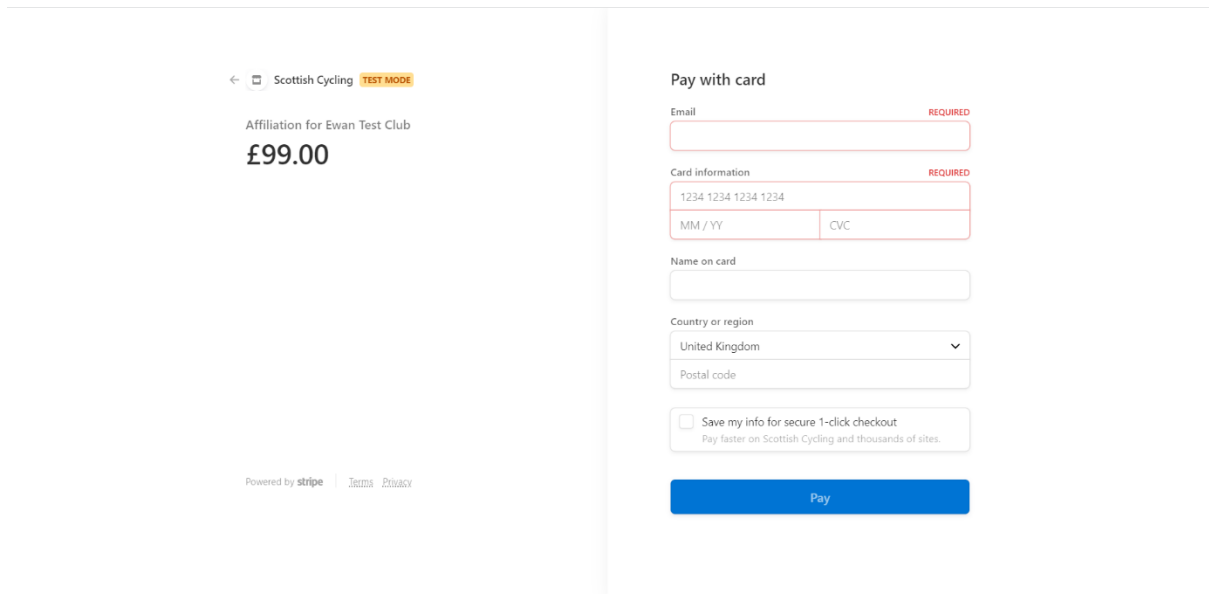 Scottish Cycling TEST MODE
Affiliation for Ewan Test Club
£99.00
Powered by stripe Terms Privacy
Pay with card
Email REQUIRED
Card information REQUIRED
1234 1234 1234 1234
MM / YY CVC
Name on card
Country or region
United Kingdom
Postal code
Save my info for secure 1-click checkout
Pay faster on Scottish Cycling and thousands of sites.
Pay